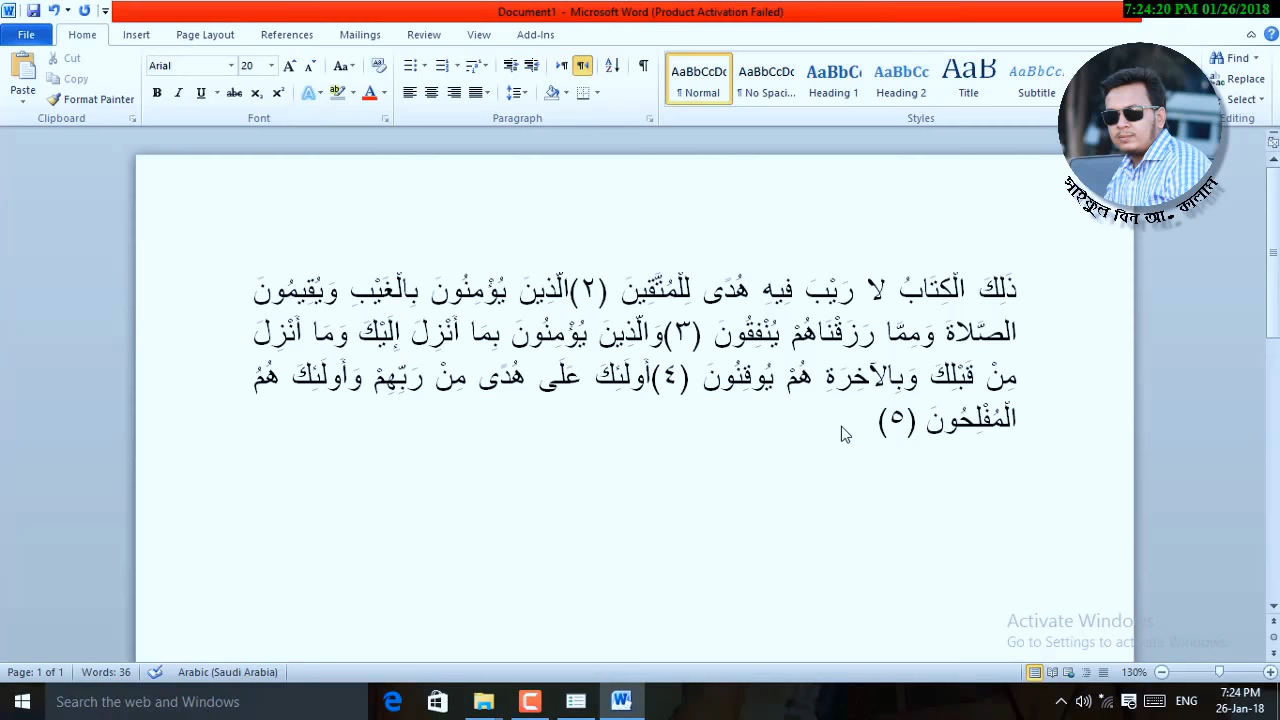 Document1 - Microsoft Word (Product Activation Failed)
7:24:20 PM 01/26/2018
File Home Insert Page Layout References Mailings Review View Add-Ins
Cut
Copy
Format Painter
Paste
Arial 20
AaBbCcDc AaBbCcDc AaBbC AaBbCc AaB AaBbCc
¶ Normal ¶ No Spaci... Heading 1 Heading 2 Title Subtitle
Find
Replace
Select
Clipboard Font Paragraph Styles Editing
সাইফুল বিন আ. কালাম
ذَلِكَ الْكِتَابُ لا رَيْبَ فِيهِ هُدًى لِلْمُتَّقِينَ (٢)الَّذِينَ يُؤْمِنُونَ بِالْغَيْبِ وَيُقِيمُونَ
الصَّلاةَ وَمِمَّا رَزَقْنَاهُمْ يُنْفِقُونَ (٣)وَالَّذِينَ يُؤْمِنُونَ بِمَا أُنْزِلَ إِلَيْكَ وَمَا أُنْزِلَ
مِنْ قَبْلِكَ وَبِالآخِرَةِ هُمْ يُوقِنُونَ (٤)أُولَئِكَ عَلَى هُدًى مِنْ رَبِّهِمْ وَأُولَئِكَ هُمُ
الْمُفْلِحُونَ (٥)
Activate Windows
Go to Settings to activate Windows.
Page: 1 of 1 Words: 36 Arabic (Saudi Arabia) 130%
Search the web and Windows
ENG
7:24 PM
26-Jan-18